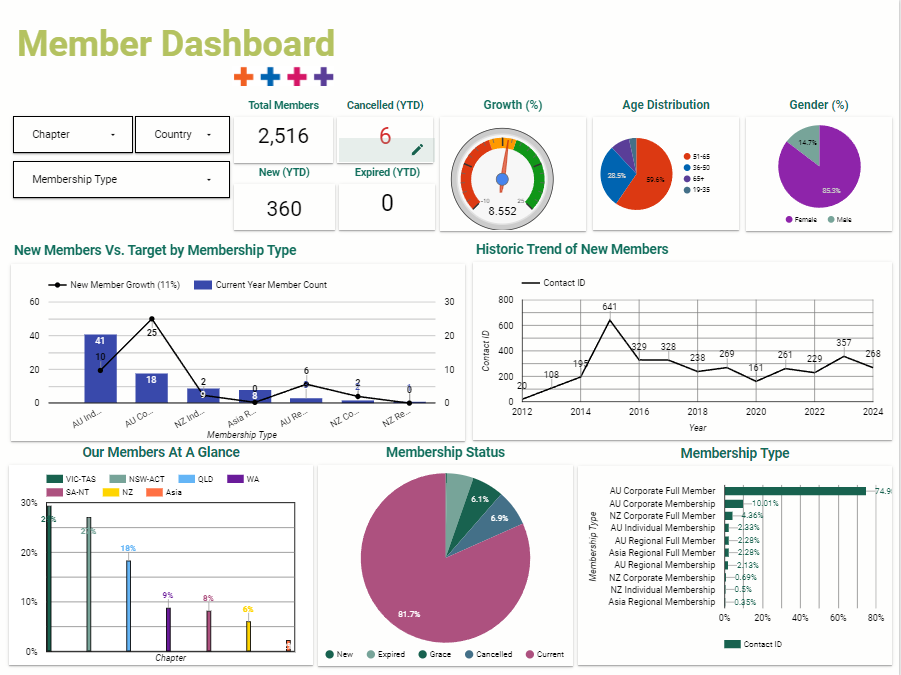 Member Dashboard
Chapter
Country
Membership Type
Total Members
2,516
Cancelled (YTD)
6
New (YTD)
360
Expired (YTD)
0
Growth (%)
-10
25
8.552
Age Distribution
28.5%
59.6%
51-65
36-50
65+
19-35
Gender (%)
14.7%
85.3%
Female
Male
New Members Vs. Target by Membership Type
New Member Growth (11%)
Current Year Member Count
60
40
20
0
30
20
10
0
41
10
18
25
2
9
0
8
6
2
0
AU Ind...
AU Co...
NZ Ind...
Asia R...
AU Re...
NZ Co...
NZ Re...
Membership Type
Historic Trend of New Members
Contact ID
Contact ID
800
600
400
200
0
20
108
195
641
329
328
238
269
161
261
229
357
268
2012
2014
2016
2018
2020
2022
2024
Year
Our Members At A Glance
VIC-TAS
NSW-ACT
QLD
WA
SA-NT
NZ
Asia
30%
20%
10%
0%
18%
9%
8%
6%
Chapter
Membership Status
6.1%
6.9%
81.7%
New
Expired
Grace
Cancelled
Current
Membership Type
Membership Type
AU Corporate Full Member
74.9
AU Corporate Membership
10.01%
NZ Corporate Full Member
4.36%
AU Individual Membership
2.33%
AU Regional Full Member
2.28%
Asia Regional Full Member
2.28%
AU Regional Membership
2.13%
NZ Corporate Membership
0.69%
NZ Individual Membership
0.5%
Asia Regional Membership
0.35%
0%
20%
40%
60%
80%
Contact ID